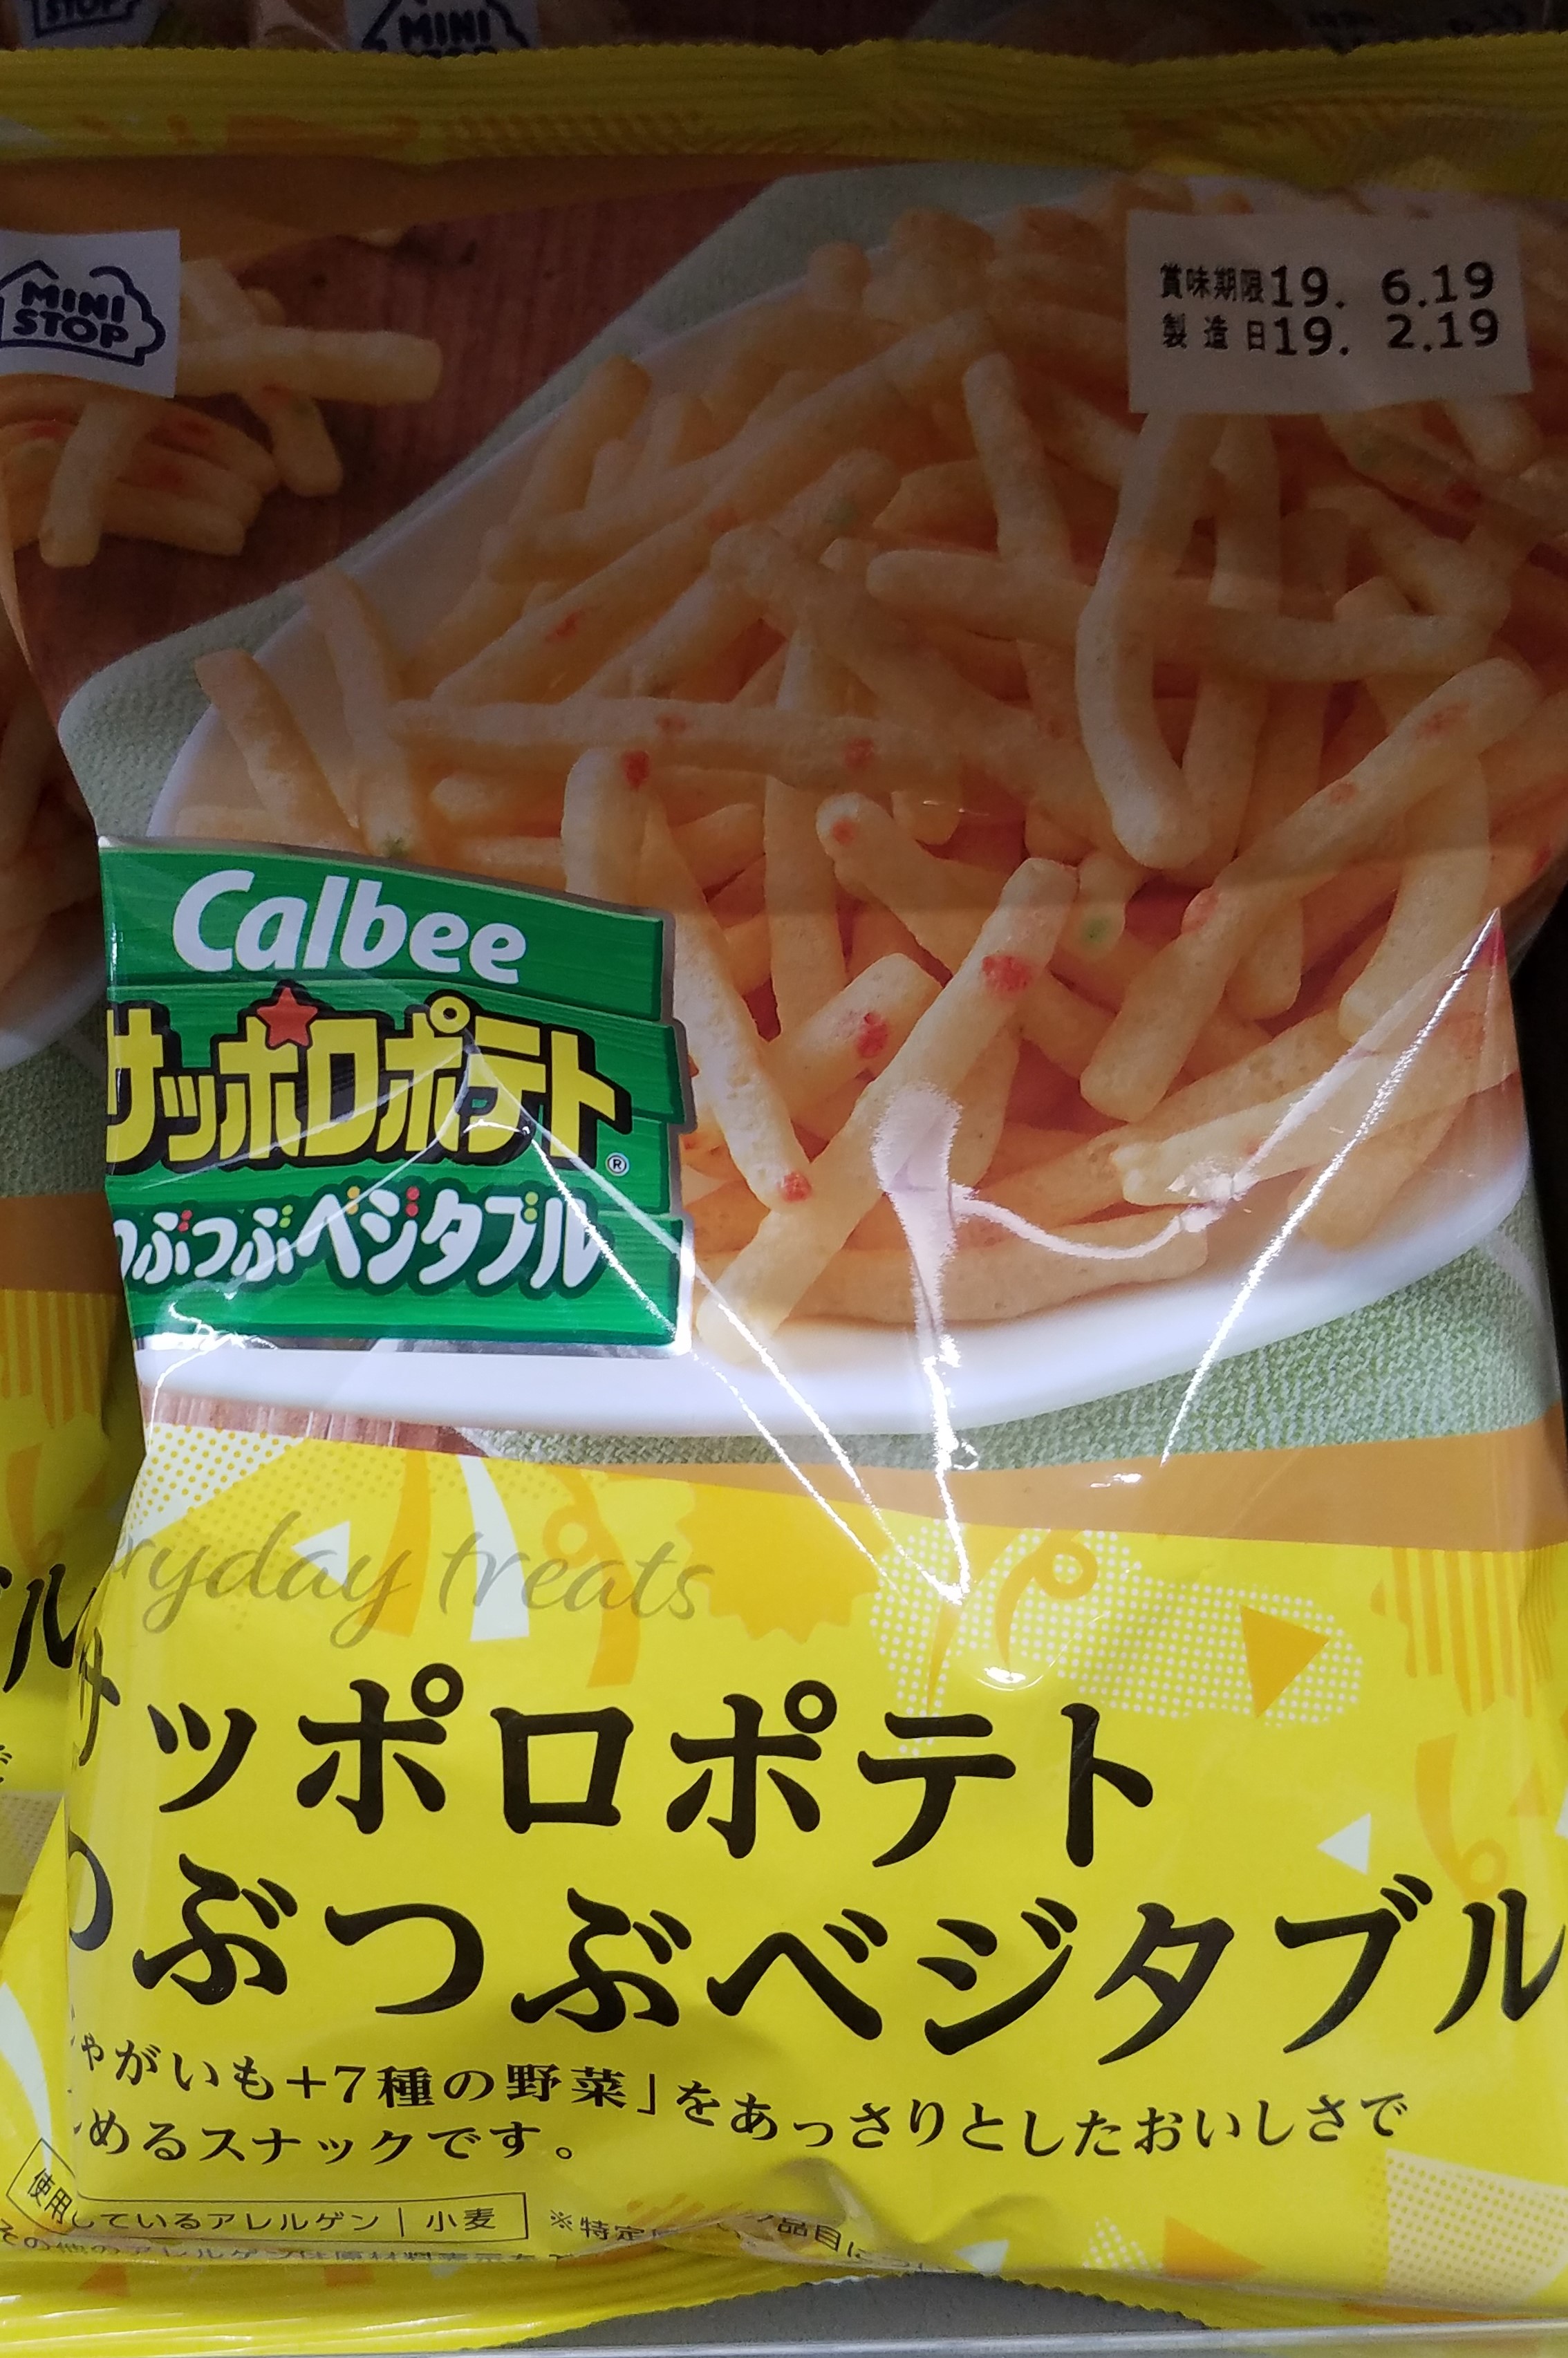 MINI
STOP
賞味期限19. 6.19
製造日19. 2.19
Calbee
サッポロポテト®
つぶつぶベジタブル
ryday treats
サッポロポテト
つぶつぶベジタブル
ゃがいも+7種の野菜」をあっさりとしたおいしさで
めるスナックです。
使用しているアレルゲン 小麦 ※特定